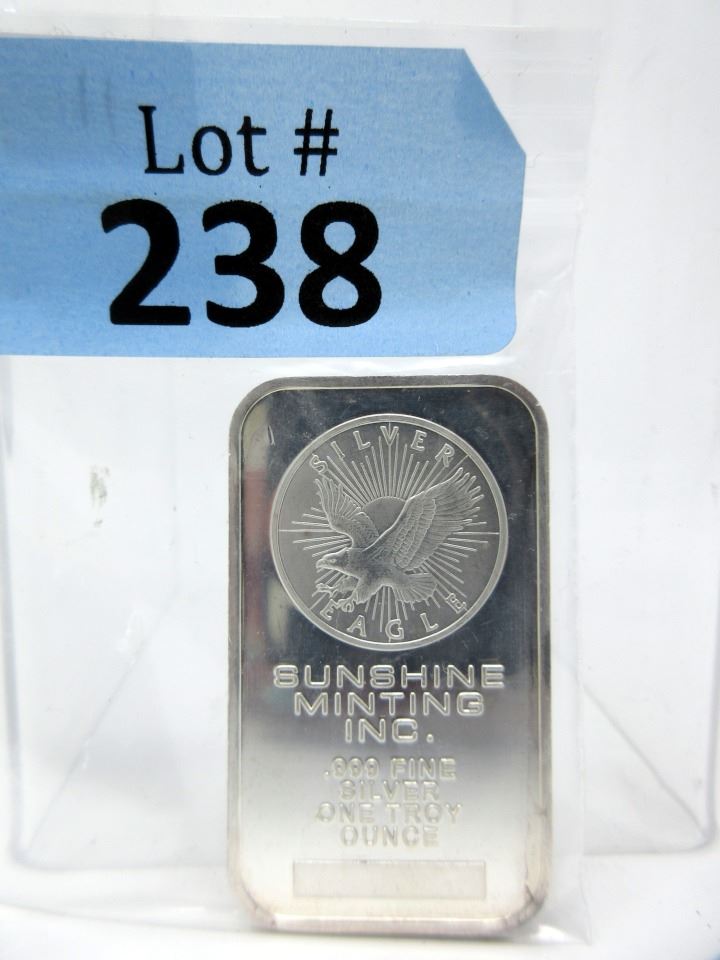 Lot #
238
SILVER
EAGLE
SUNSHINE
MINTING
INC.
.999 FINE
SILVER
ONE TROY
OUNCE